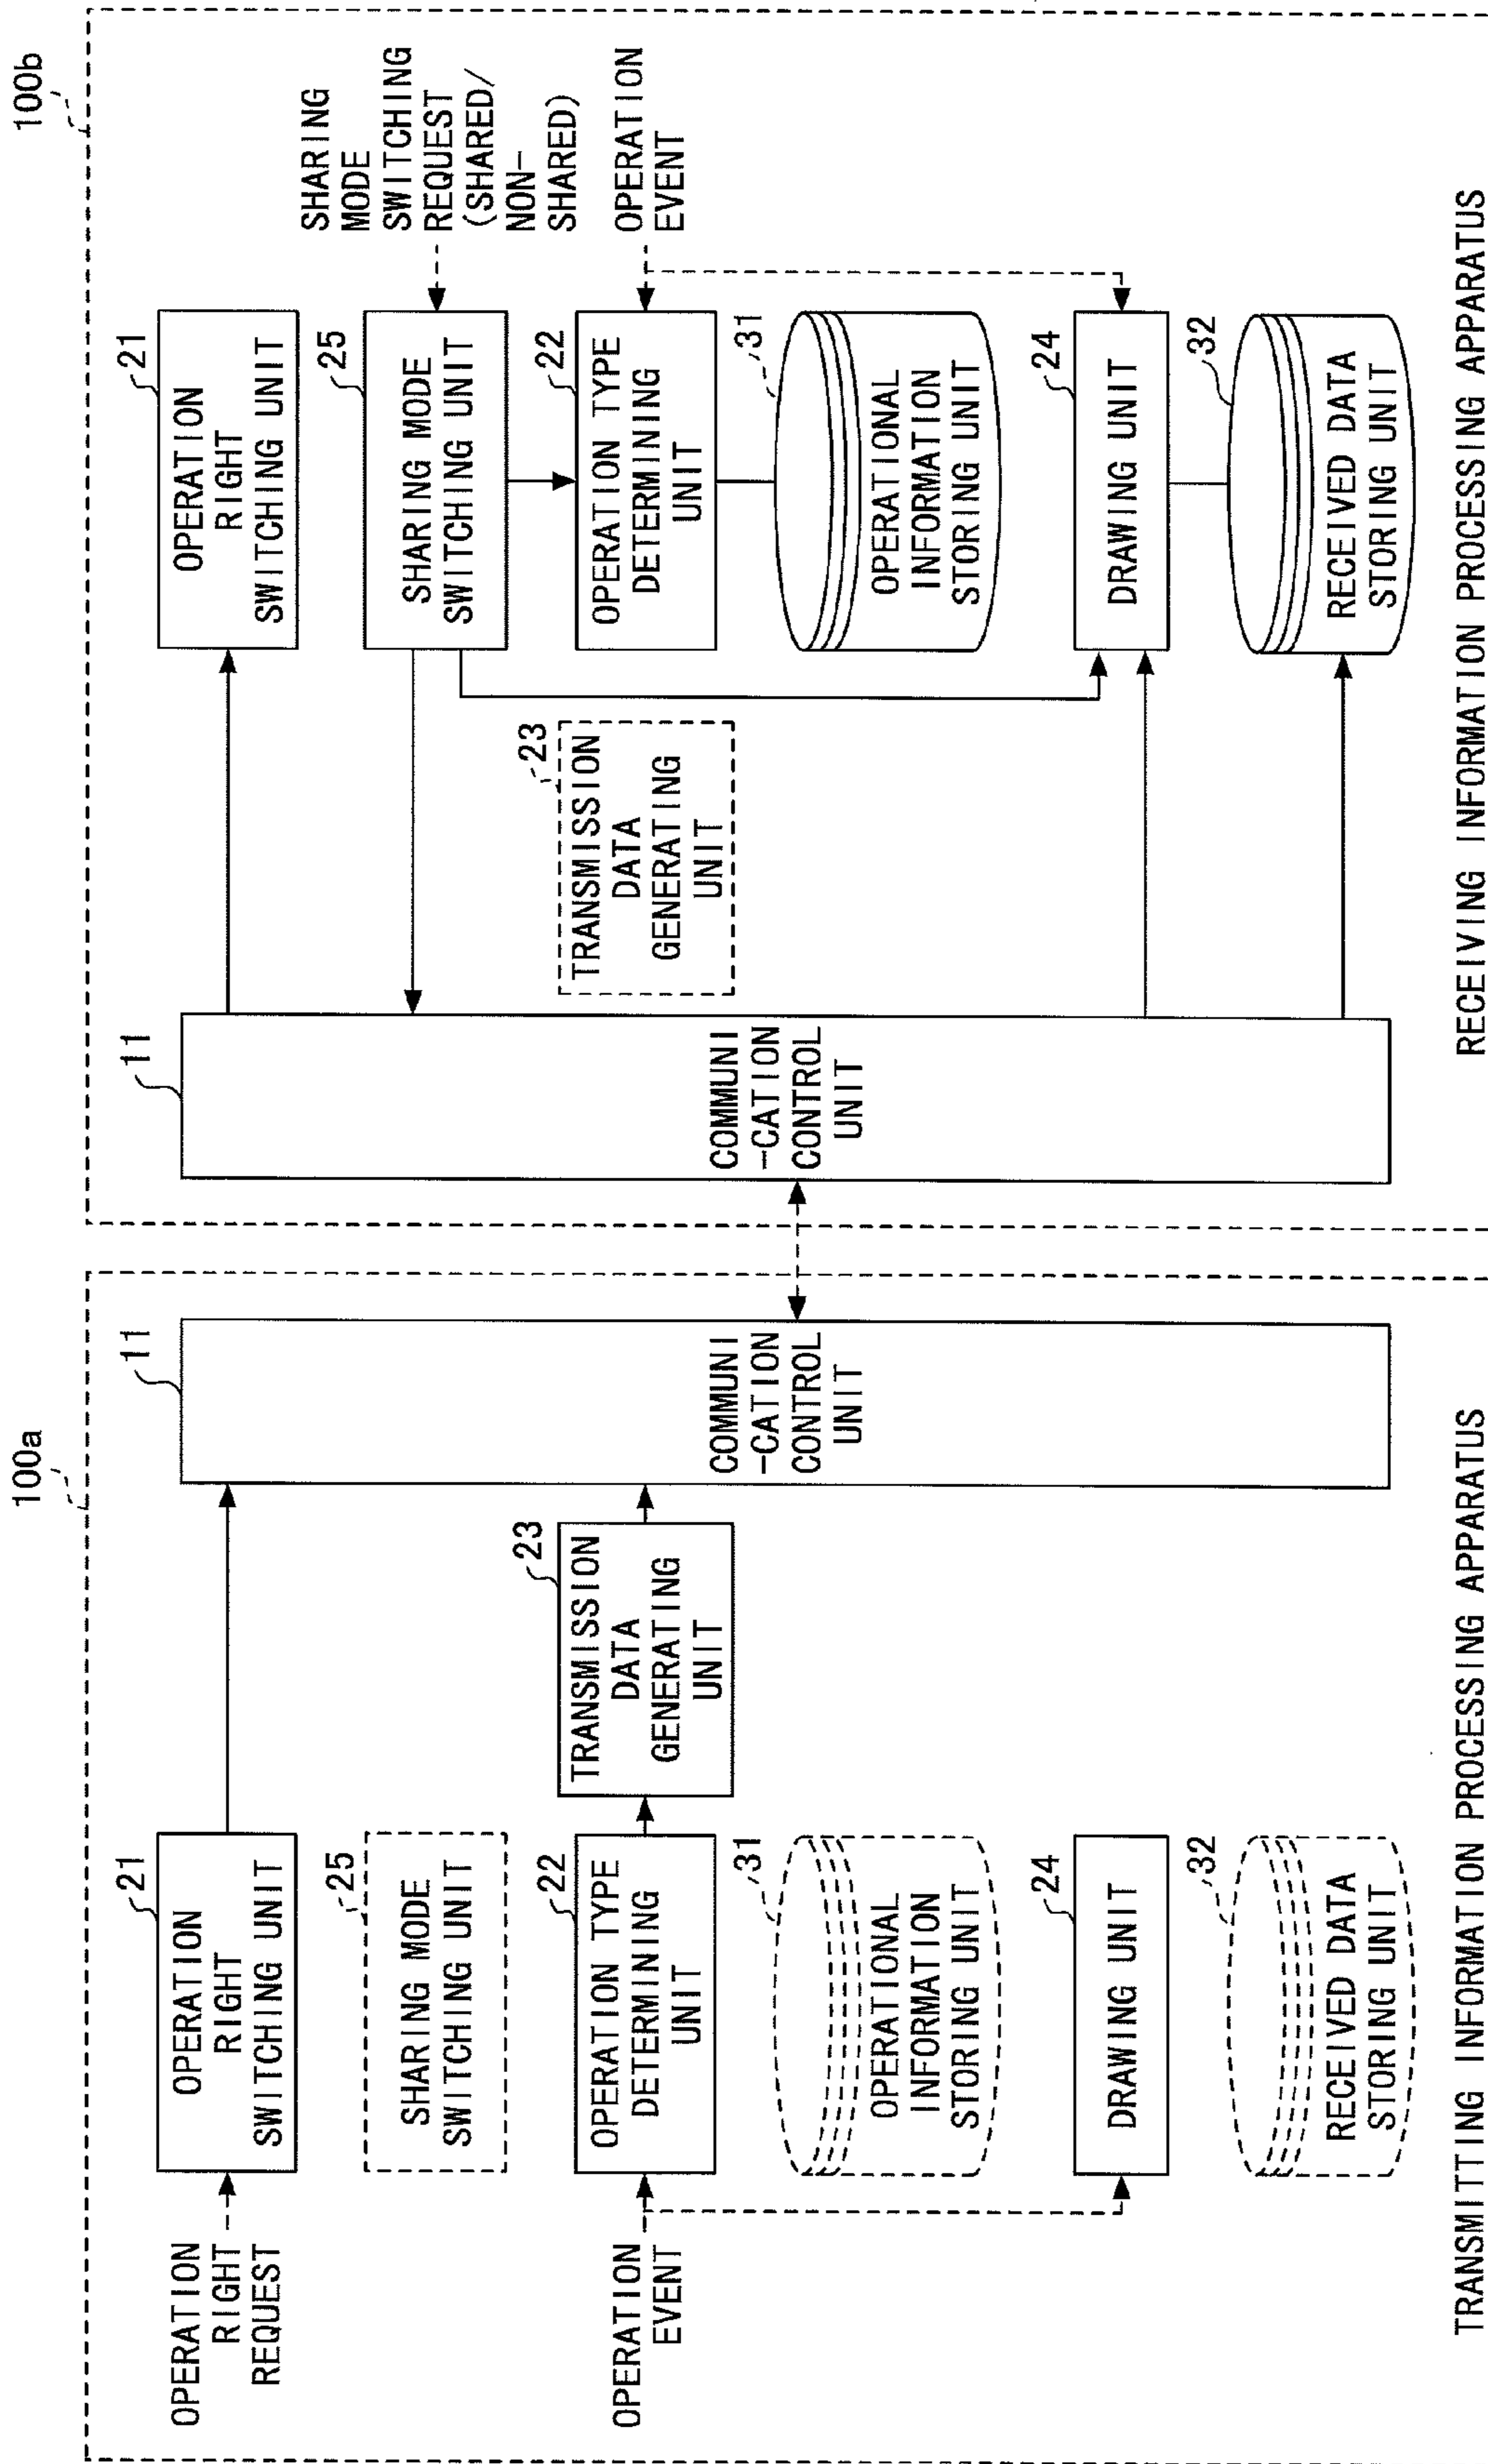 100a
OPERATION
RIGHT
REQUEST
21
OPERATION
RIGHT
SWITCHING UNIT
25
SHARING MODE
SWITCHING UNIT
OPERATION
EVENT
22
OPERATION TYPE
DETERMINING
UNIT
23
TRANSMISSION
DATA
GENERATING
UNIT
31
OPERATIONAL
INFORMATION
STORING UNIT
24
DRAWING UNIT
32
RECEIVED DATA
STORING UNIT
11
COMMUNI
-CATION
CONTROL
UNIT
TRANSMITTING INFORMATION PROCESSING APPARATUS
100b
11
COMMUNI
-CATION
CONTROL
UNIT
21
OPERATION
RIGHT
SWITCHING UNIT
25
SHARING MODE
SWITCHING UNIT
SHARING
MODE
SWITCHING
REQUEST
(SHARED/
NON-
SHARED)
23
TRANSMISSION
DATA
GENERATING
UNIT
22
OPERATION TYPE
DETERMINING
UNIT
OPERATION
EVENT
31
OPERATIONAL
INFORMATION
STORING UNIT
24
DRAWING UNIT
32
RECEIVED DATA
STORING UNIT
RECEIVING INFORMATION PROCESSING APPARATUS